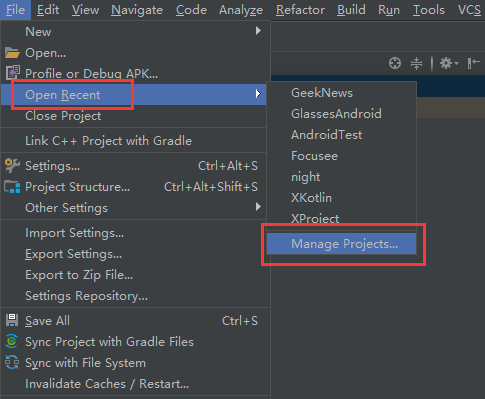 File Edit View Navigate Code Analyze Refactor Build Run Tools VCS
New
Open...
Profile or Debug APK...
Open Recent
Close Project
Link C++ Project with Gradle
Settings... Ctrl+Alt+S
Project Structure... Ctrl+Alt+Shift+S
Other Settings
Import Settings...
Export Settings...
Export to Zip File...
Settings Repository...
Save All Ctrl+S
Sync Project with Gradle Files
Sync with File System
Invalidate Caches / Restart...
GeekNews
GlassesAndroid
AndroidTest
Focusee
night
XKotlin
XProject
Manage Projects...